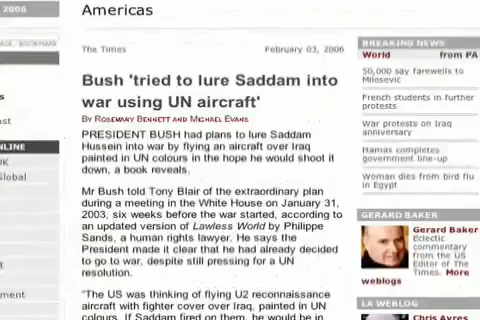 2006
Americas
AGE / BOOKMARK
The Times
February 03, 2006
Bush 'tried to lure Saddam into
war using UN aircraft'
By Rosemary Bennett and Michael Evans
PRESIDENT BUSH had plans to lure Saddam
Hussein into war by flying an aircraft over Iraq
painted in UN colours in the hope he would shoot it
down, a book reveals.
Mr Bush told Tony Blair of the extraordinary plan
during a meeting in the White House on January 31,
2003, six weeks before the war started, according to
an updated version of Lawless World by Philippe
Sands, a human rights lawyer. He says the
President made it clear that he had already decided
to go to war, despite still pressing for a UN
resolution.
"The US was thinking of flying U2 reconnaissance
aircraft with fighter cover over Iraq, painted in UN
colours. If Saddam fired on them, he would be in
s
ast
NLINE
UK
Global
t
ment
BREAKING NEWS
World from PA
50,000 say farewells to
Milosevic
French students in further
protests
War protests on Iraq
anniversary
Hamas completes
government line-up
Woman dies from bird flu
in Egypt
GERARD BAKER
Gerard Baker
Eclectic
commentary
from the US
Editor of The
Times. More
weblogs
LA WEBLOG
Chris Ayres